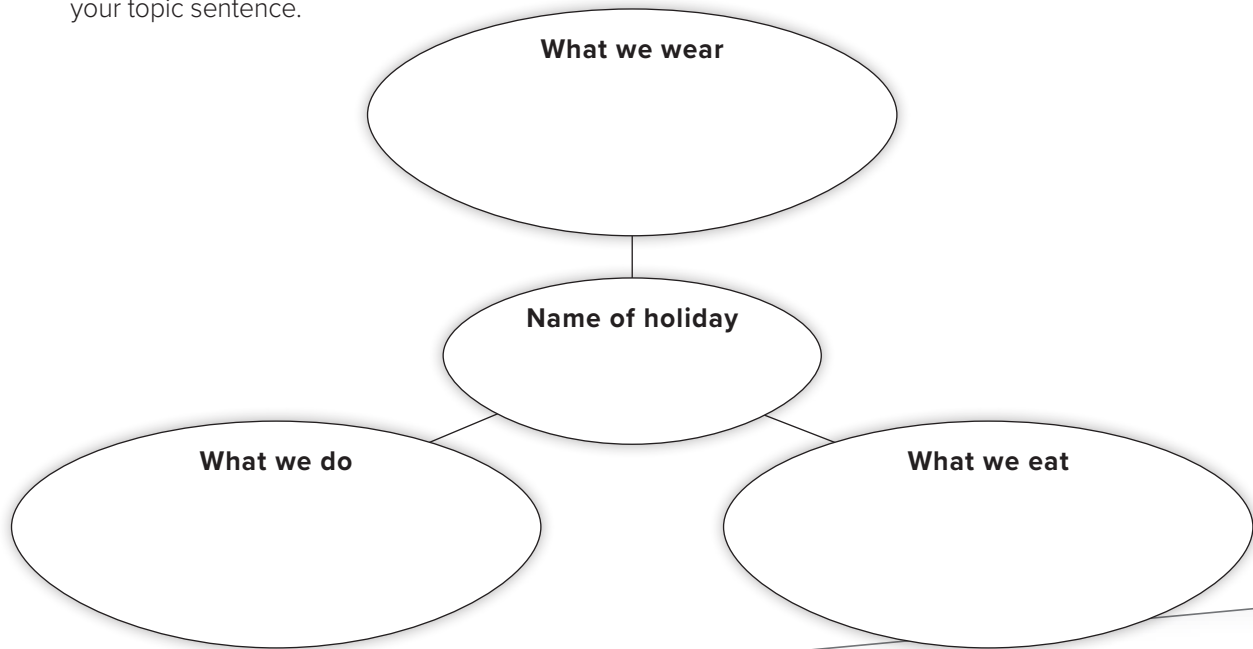 your topic sentence.
What we wear
Name of holiday
What we do
What we eat